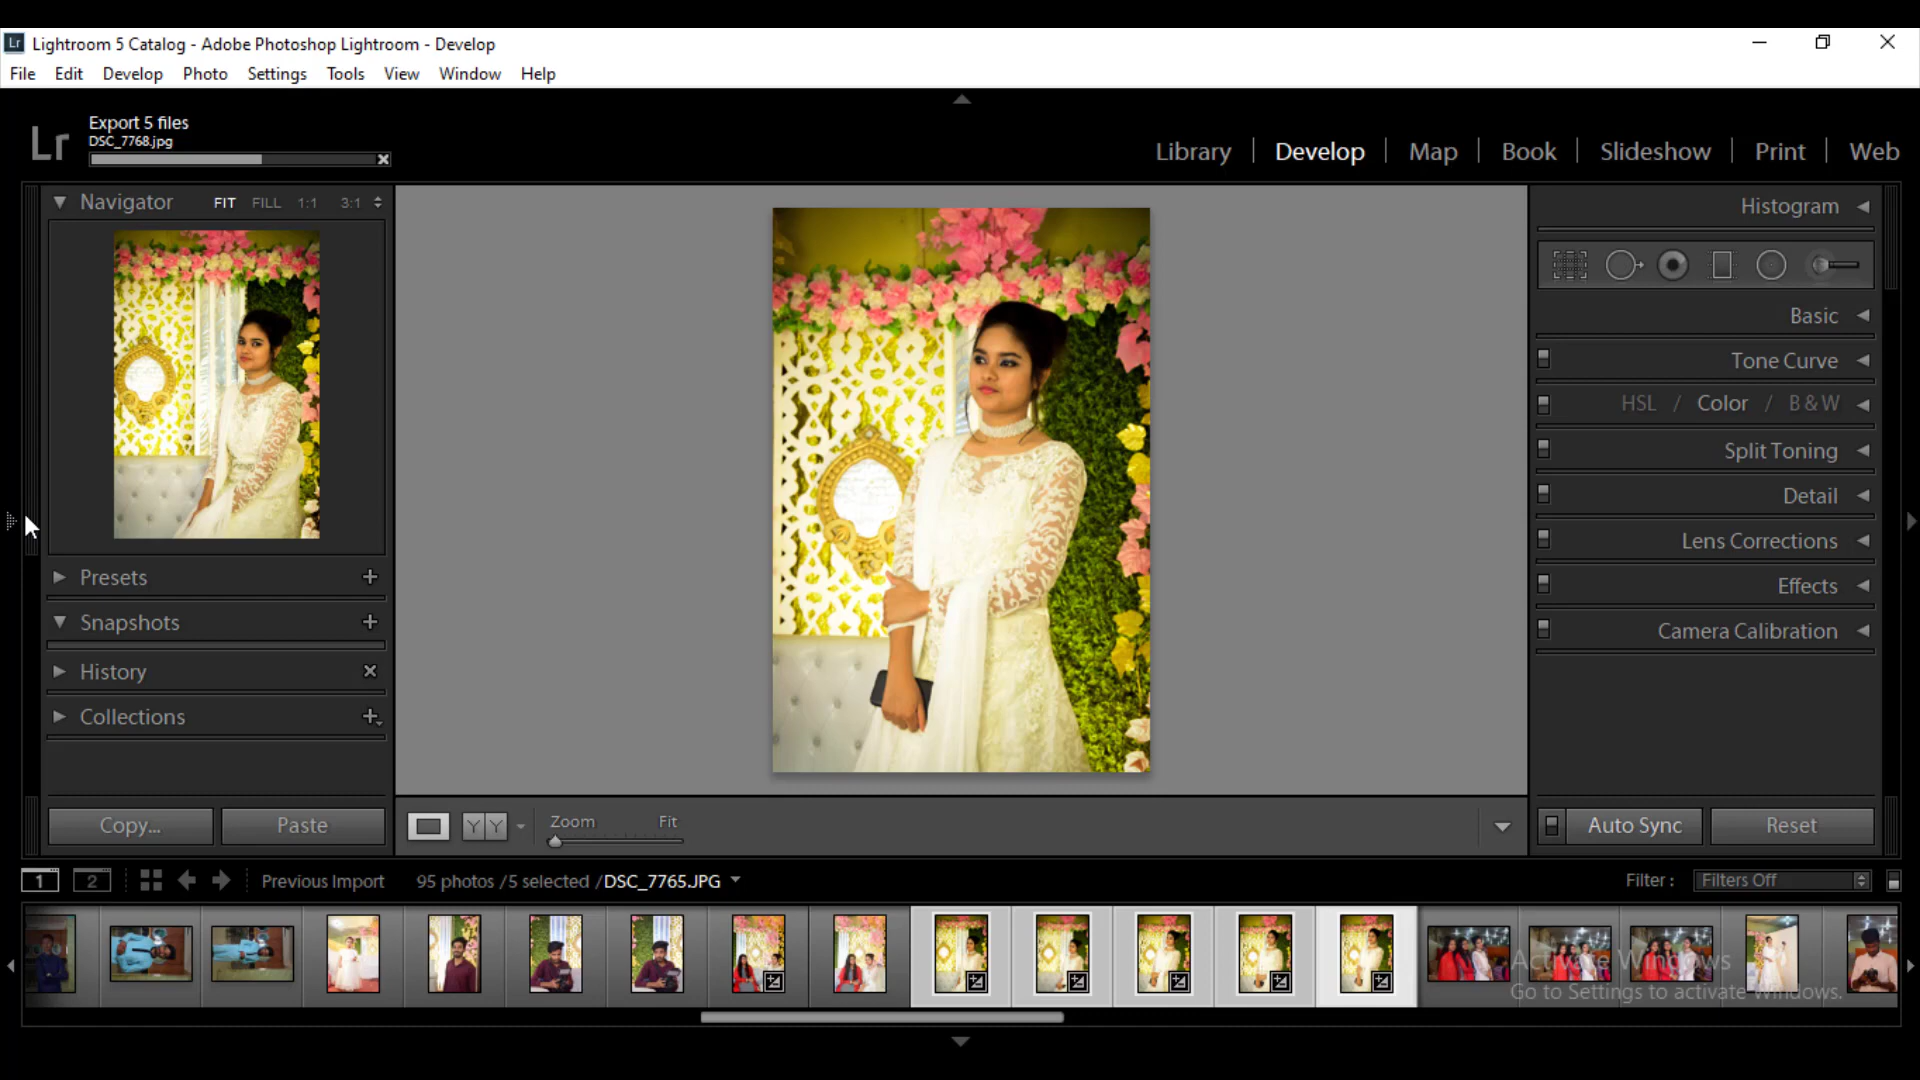 Lr Lightroom 5 Catalog - Adobe Photoshop Lightroom - Develop
File Edit Develop Photo Settings Tools View Window Help
Lr
Export 5 files
DSC_7768.jpg
Library Develop Map Book Slideshow Print Web
Navigator FIT FILL 1:1 3:1
Histogram
Basic
Tone Curve
HSL / Color / B & W
Split Toning
Detail
Lens Corrections
Effects
Camera Calibration
Presets
Snapshots
History
Collections
Copy... Paste
Y Y Zoom Fit
Auto Sync Reset
1 2 Previous Import 95 photos /5 selected /DSC_7765.JPG
Filter : Filters Off
Activate Windows
Go to Settings to activate Windows.